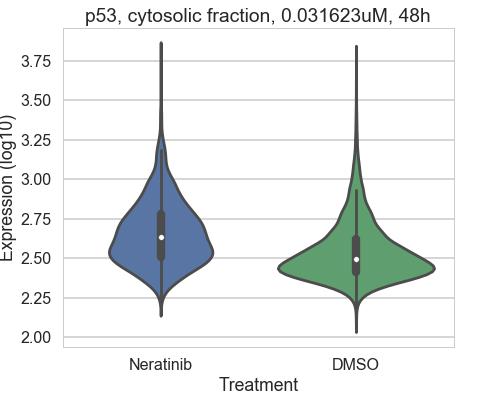 p53, cytosolic fraction, 0.031623uM, 48h
Expression (log10)
3.75
3.50
3.25
3.00
2.75
2.50
2.25
2.00
Neratinib
DMSO
Treatment